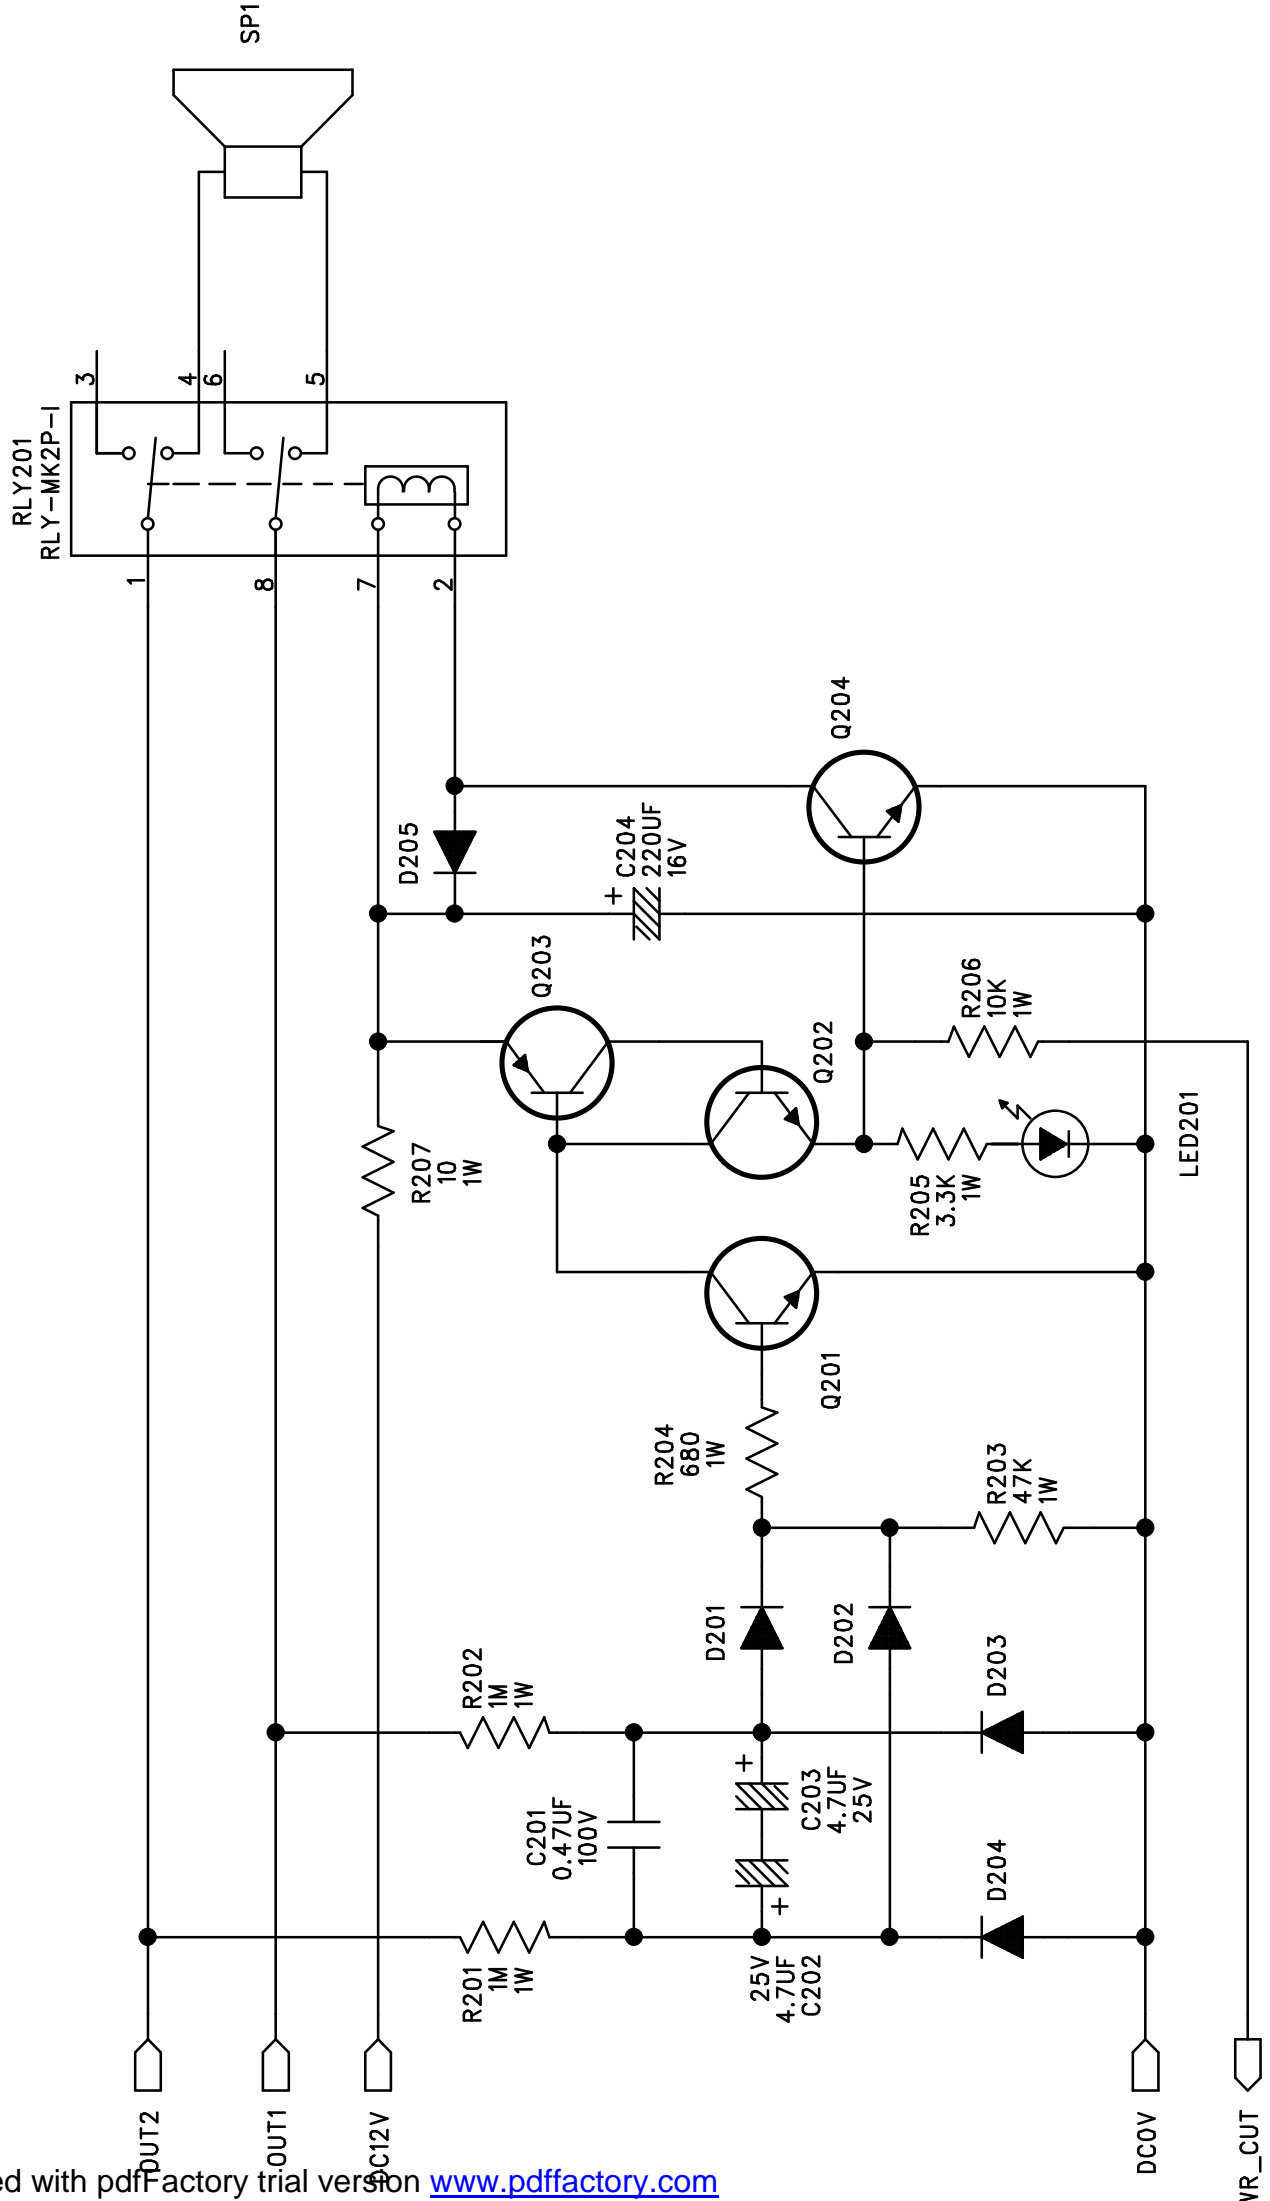 SP1
RLY201
RLY-MK2P-I
3
4
6
5
1
8
7
2
Q204
D205
+
C204
220UF
16V
Q203
R206
10K
1W
Q202
R207
10
1W
R205
3.3K
1W
LED201
Q201
R204
680
1W
R203
47K
1W
D201
D202
R202
1M
1W
D203
+
C203
4.7UF
25V
C201
0.47UF
100V
D204
+
R201
1M
1W
25V
4.7UF
C202
OUT2
OUT1
DC12V
DC0V
WR_CUT
ed with pdfFactory trial version www.pdffactory.com